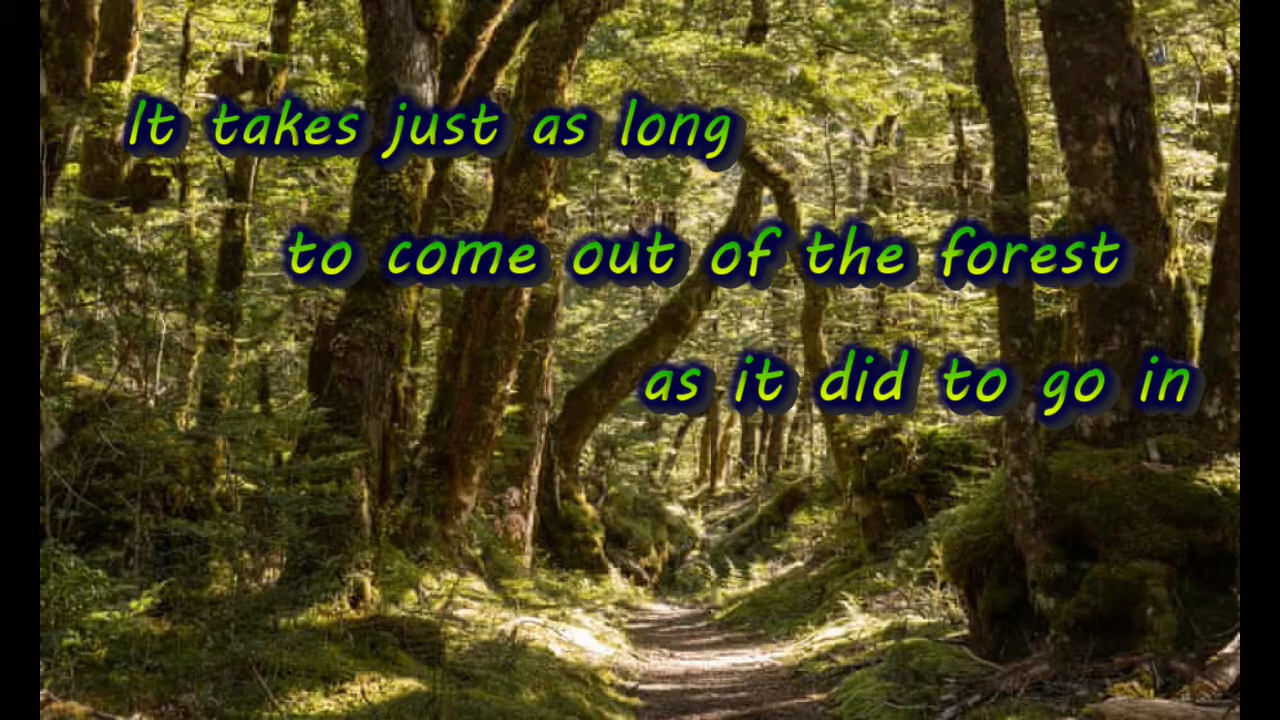 It takes just as long
to come out of the forest
as it did to go in